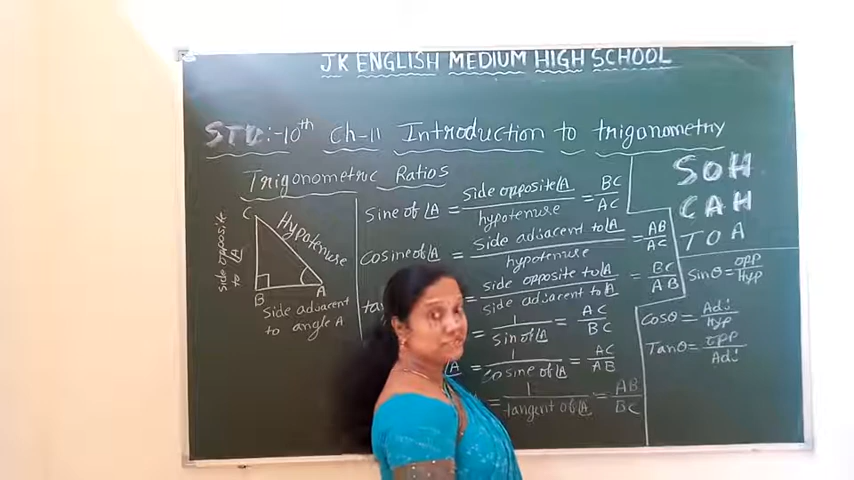 JK ENGLISH MEDIUM HIGH SCHOOL
STD:-10th Ch-11 Introduction to trigonometry
Trigonometric Ratios
C
Hypotenuse
Side opposite
to ∠A
B
A
Side adjacent
to angle A
Sine of ∠A = Side opposite ∠A / hypotenuse = BC / AC
Cosine of ∠A = Side adjacent to ∠A / hypotenuse = AB / AC
= Side opposite to ∠A / Side adjacent to ∠A = BC / AB
= 1 / Sin of ∠A = AC / BC
∠A = 1 / cosine of ∠A = AC / AB
= 1 / tangent of ∠A = AB / BC
SOH
CAH
TOA
Sinθ = opp / Hyp
Cosθ = Adj / Hyp
Tanθ = opp / Adj